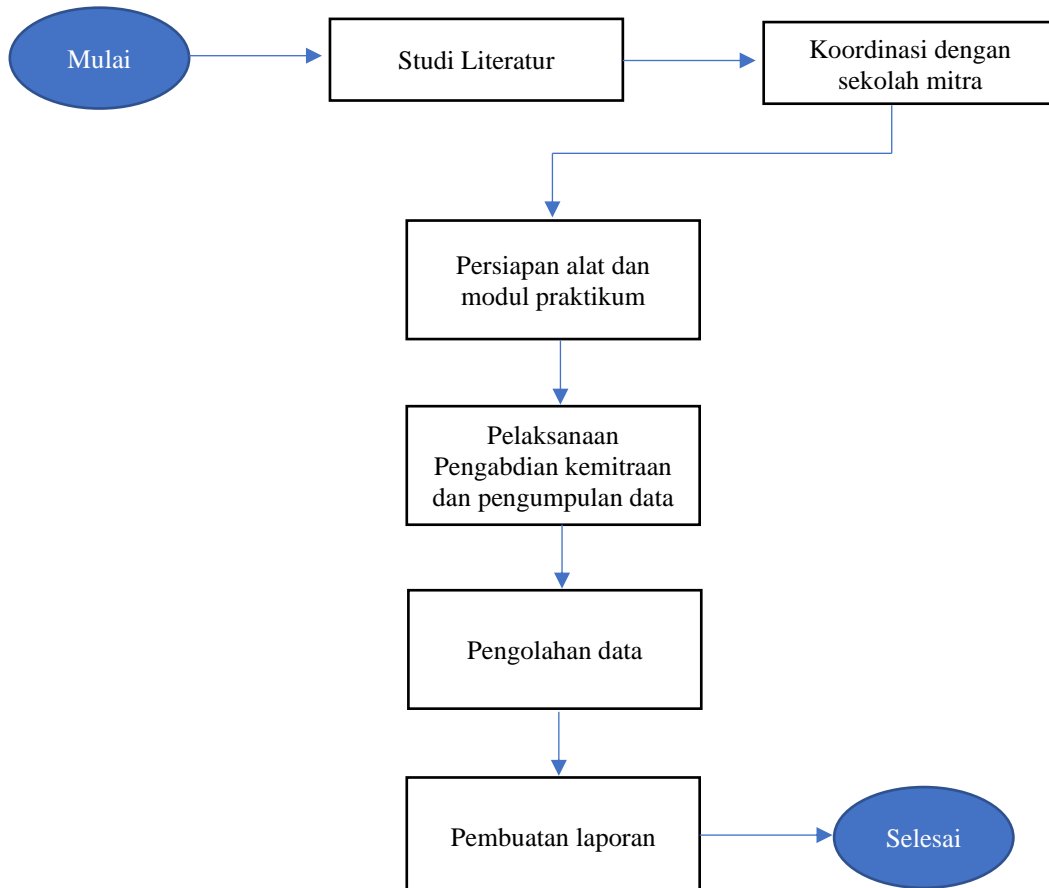 Mulai
Studi Literatur
Koordinasi dengan
sekolah mitra
Persiapan alat dan
modul praktikum
Pelaksanaan
Pengabdian kemitraan
dan pengumpulan data
Pengolahan data
Pembuatan laporan
Selesai